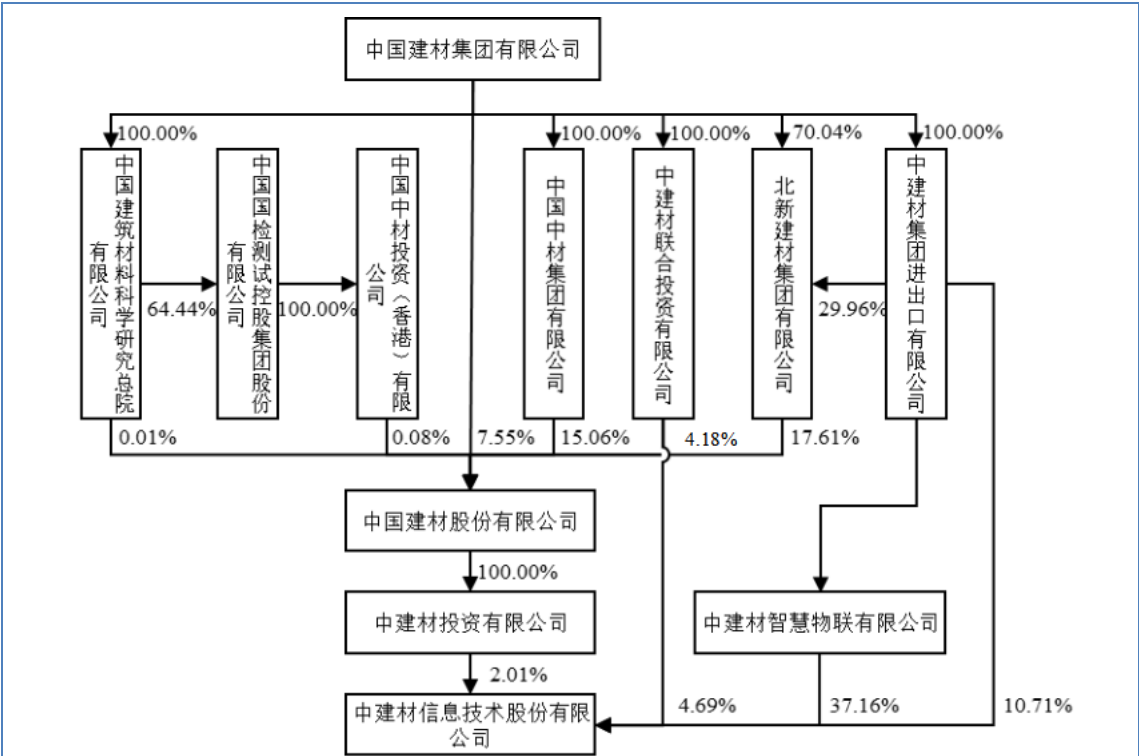 中国建材集团有限公司
100.00%
100.00%
100.00%
70.04%
100.00%
中国建筑材料科学研究总院
有限公司
中国国检测试控股集团股份
有限公司
中国中材投资（香港）有限
公司
中国中材集团有限公司
中建材联合投资有限公司
北新建材集团有限公司
中建材集团进出口有限公司
64.44%
100.00%
29.96%
0.01%
0.08%
7.55%
15.06%
4.18%
17.61%
中国建材股份有限公司
100.00%
中建材投资有限公司
中建材智慧物联有限公司
2.01%
中建材信息技术股份有限
公司
4.69%
37.16%
10.71%